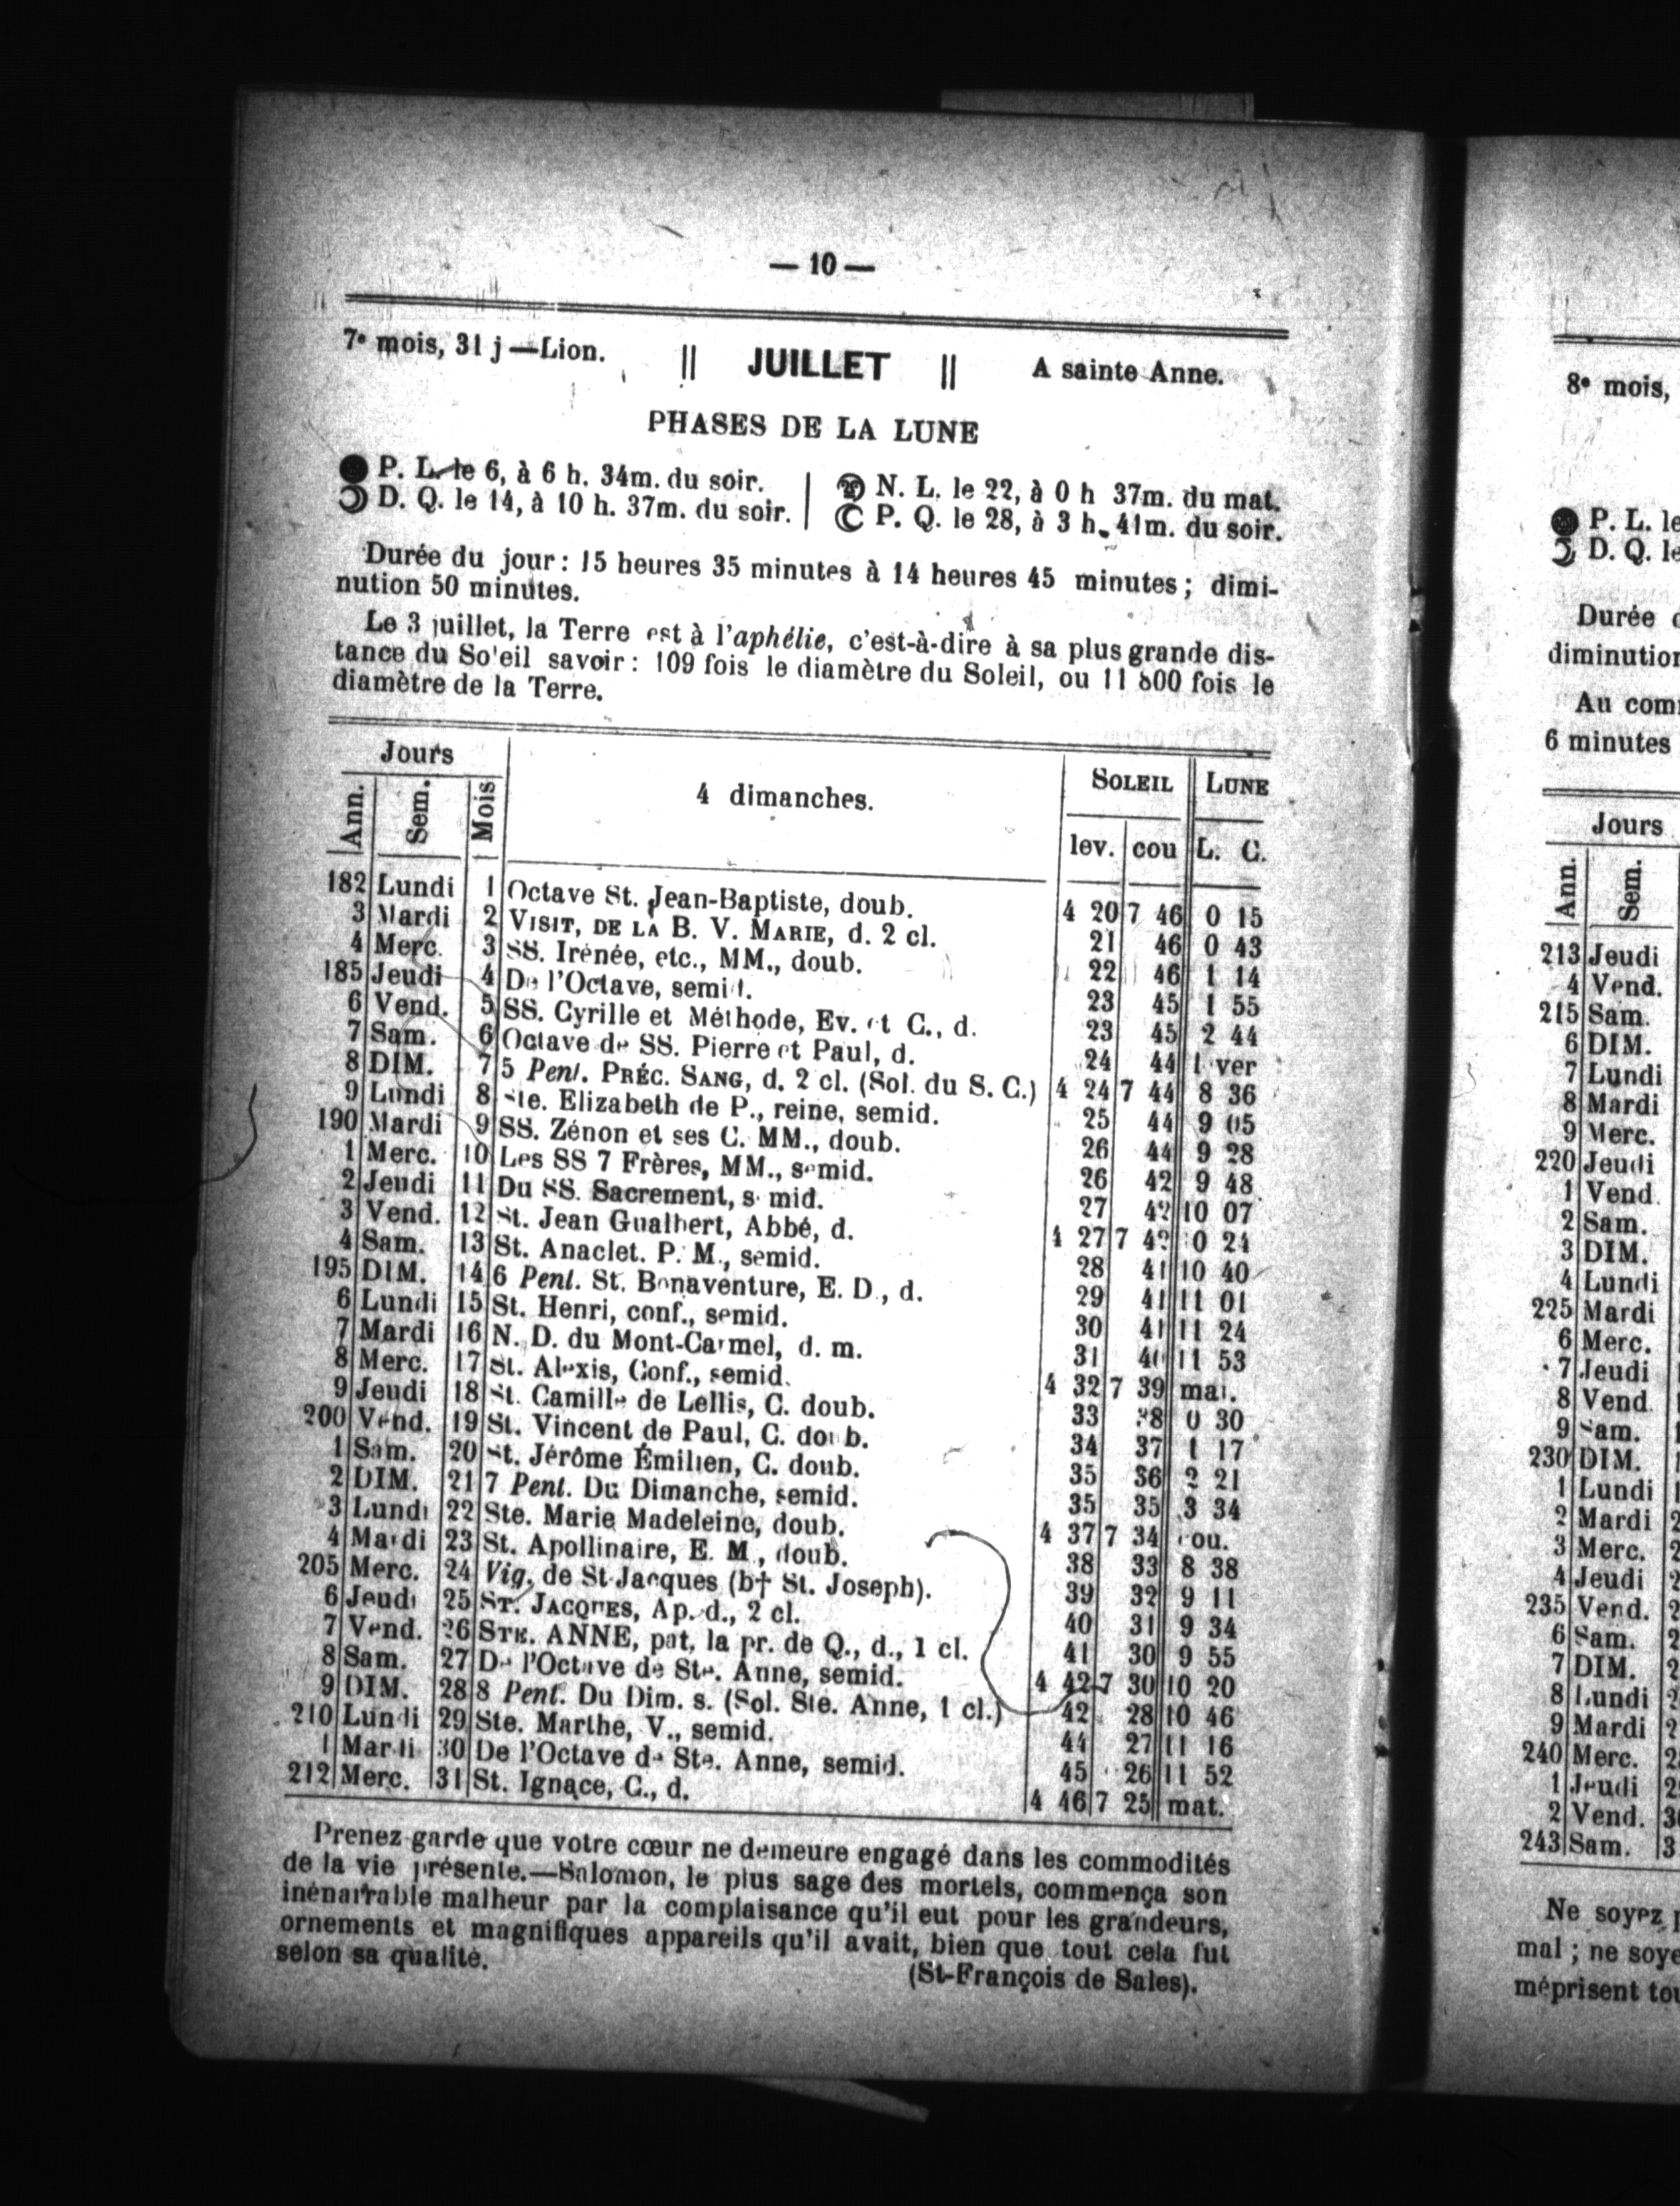 — 10 —
7e mois, 31 j—Lion. || JUILLET || A sainte Anne.
PHASES DE LA LUNE
P. L. le 6, à 6 h. 34m. du soir. | N. L. le 22, à 0 h 37m. du mat.
D. Q. le 14, à 10 h. 37m. du soir. | P. Q. le 28, à 3 h. 41m. du soir.
Durée du jour : 15 heures 35 minutes à 14 heures 45 minutes ; dimi-
nution 50 minutes.
Le 3 juillet, la Terre est à l'aphélie, c'est-à-dire à sa plus grande dis-
tance du So'eil savoir : 109 fois le diamètre du Soleil, ou 11 800 fois le
diamètre de la Terre.
Jours 4 dimanches. SOLEIL LUNE
Ann. Sem. Mois lev. cou L. C.
182 Lundi 1 Octave St. Jean-Baptiste, doub. 4 20 7 46 0 15
3 Mardi 2 VISIT, DE LA B. V. MARIE, d. 2 cl. 21 46 0 43
4 Merc. 3 SS. Irénée, etc., MM., doub. 22 46 1 14
185 Jeudi 4 De l'Octave, semid. 23 45 1 55
6 Vend. 5 SS. Cyrille et Méthode, Ev. et C., d. 23 45 2 44
7 Sam. 6 Octave de SS. Pierre et Paul, d. 24 44 l ver
8 DIM. 7 5 Pent. PRÉC. SANG, d. 2 cl. (Sol. du S. C.) 4 24 7 44 8 36
9 Lundi 8 Ste. Elizabeth de P., reine, semid. 25 44 9 05
190 Mardi 9 SS. Zénon et ses C. MM., doub. 26 44 9 28
1 Merc. 10 Les SS 7 Frères, MM., semid. 26 42 9 48
2 Jeudi 11 Du SS. Sacrement, semid. 27 42 10 07
3 Vend. 12 St. Jean Gualbert, Abbé, d. 4 27 7 42 10 24
4 Sam. 13 St. Anaclet. P. M., semid. 28 41 10 40
195 DIM. 14 6 Pent. St. Bonaventure, E. D., d. 29 41 11 01
6 Lundi 15 St. Henri, conf., semid. 30 41 11 24
7 Mardi 16 N. D. du Mont-Carmel, d. m. 31 40 11 53
8 Merc. 17 St. Alexis, Conf., semid. 4 32 7 39 mat.
9 Jeudi 18 St. Camille de Lellis, C. doub. 33 38 0 30
200 Vend. 19 St. Vincent de Paul, C. doub. 34 37 1 17
1 Sam. 20 St. Jérôme Émilien, C. doub. 35 36 2 21
2 DIM. 21 7 Pent. Du Dimanche, semid. 35 35 3 34
3 Lundi 22 Ste. Marie Madeleine, doub. 4 37 7 34 cou.
4 Mardi 23 St. Apollinaire, E. M., doub. 38 33 8 38
205 Merc. 24 Vig. de St Jacques (b† St. Joseph). 39 32 9 11
6 Jeudi 25 ST. JACQUES, Ap. d., 2 cl. 40 31 9 34
7 Vend. 26 STE. ANNE, pat. la pr. de Q., d., 1 cl. 41 30 9 55
8 Sam. 27 De l'Octave de Ste. Anne, semid. 4 42 7 30 10 20
9 DIM. 28 8 Pent. Du Dim. s. (Sol. Ste. Anne, 1 cl.) 42 28 10 46
210 Lundi 29 Ste. Marthe, V., semid. 44 27 11 16
1 Mardi 30 De l'Octave de Ste. Anne, semid. 45 26 11 52
212 Merc. 31 St. Ignace, C., d. 4 46 7 25 mat.
Prenez garde que votre cœur ne demeure engagé dans les commodités
de la vie présente.—Salomon, le plus sage des mortels, commença son
inénarrable malheur par la complaisance qu'il eut pour les grandeurs,
ornements et magnifiques appareils qu'il avait, bien que tout cela fut
selon sa qualité.
(St-François de Sales).
8e mois,
P. L. le
D. Q. le
Durée
diminution
Au com
6 minutes
Jours
Ann. Sem.
213 Jeudi
4 Vend.
215 Sam.
6 DIM.
7 Lundi
8 Mardi
9 Merc.
220 Jeudi
1 Vend.
2 Sam.
3 DIM.
4 Lundi
225 Mardi
6 Merc.
7 Jeudi
8 Vend.
9 Sam.
230 DIM.
1 Lundi
2 Mardi
3 Merc.
4 Jeudi
235 Vend.
6 Sam.
7 DIM.
8 Lundi
9 Mardi
240 Merc.
1 Jeudi
2 Vend.
243 Sam.
Ne soyez
mal ; ne soye
méprisent tou